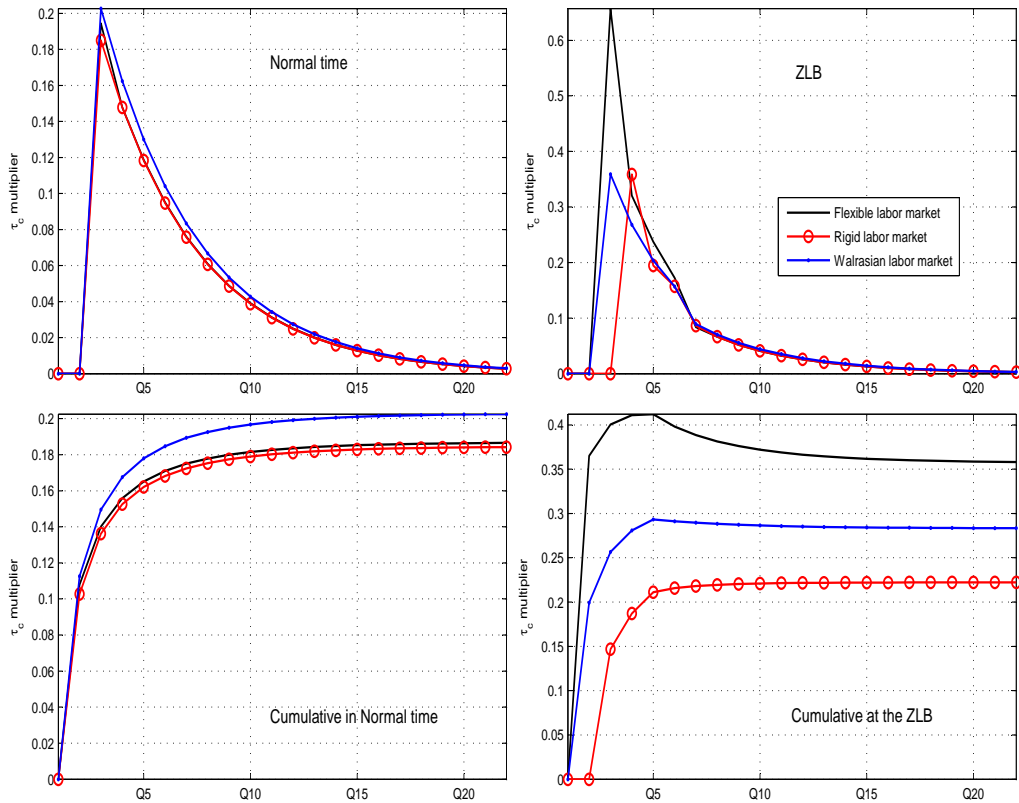 0.2
0.18
0.16
0.14
0.12
0.1
0.08
0.06
0.04
0.02
0
τc multiplier
Normal time
Q5
Q10
Q15
Q20
0.6
0.5
0.4
0.3
0.2
0.1
0
τc multiplier
ZLB
Flexible labor market
Rigid labor market
Walrasian labor market
Q5
Q10
Q15
Q20
0.2
0.18
0.16
0.14
0.12
0.1
0.08
0.06
0.04
0.02
0
τc multiplier
Cumulative in Normal time
Q5
Q10
Q15
Q20
0.4
0.35
0.3
0.25
0.2
0.15
0.1
0.05
0
τc multiplier
Cumulative at the ZLB
Q5
Q10
Q15
Q20